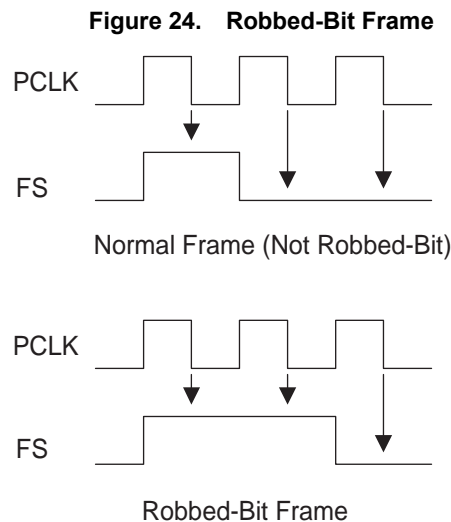 Figure 24. Robbed-Bit Frame
PCLK
FS
Normal Frame (Not Robbed-Bit)
PCLK
FS
Robbed-Bit Frame